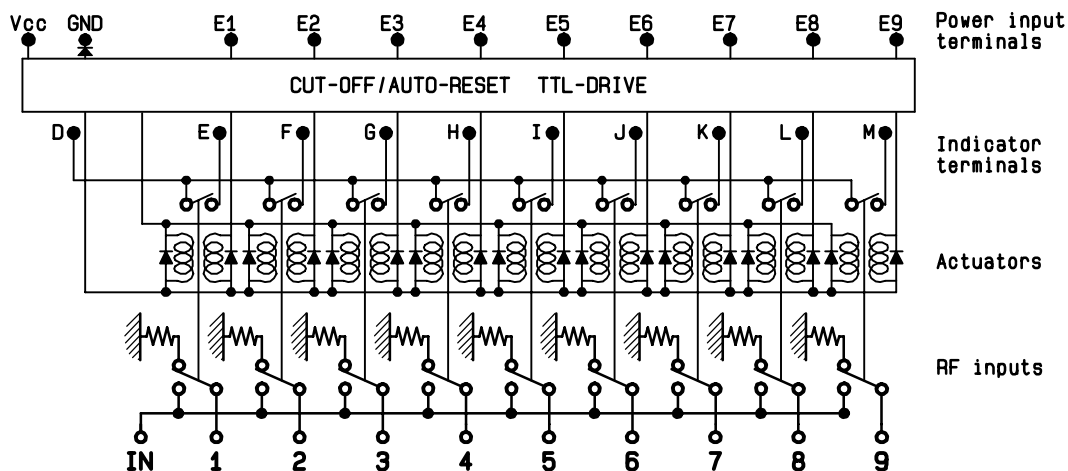 Vcc GND E1 E2 E3 E4 E5 E6 E7 E8 E9 Power input
terminals
CUT-OFF/AUTO-RESET TTL-DRIVE
D E F G H I J K L M Indicator
terminals
Actuators
RF inputs
IN 1 2 3 4 5 6 7 8 9